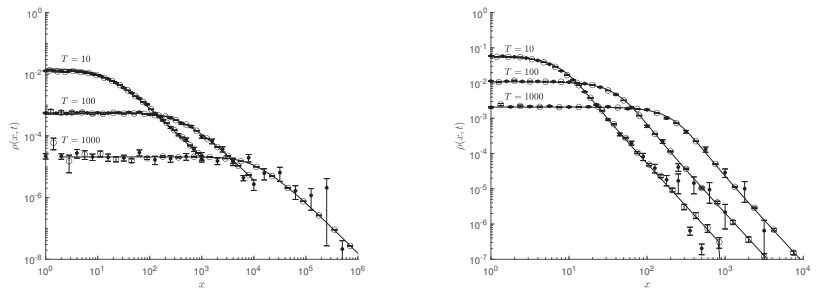 10^0
10^-2
10^-4
10^-6
10^-8
ρ(x, t)
T = 10
T = 100
T = 1000
10^0 10^1 10^2 10^3 10^4 10^5 10^6
x
10^0
10^-1
10^-2
10^-3
10^-4
10^-5
10^-6
10^-7
ρ(x, t)
T = 10
T = 100
T = 1000
10^0 10^1 10^2 10^3 10^4
x